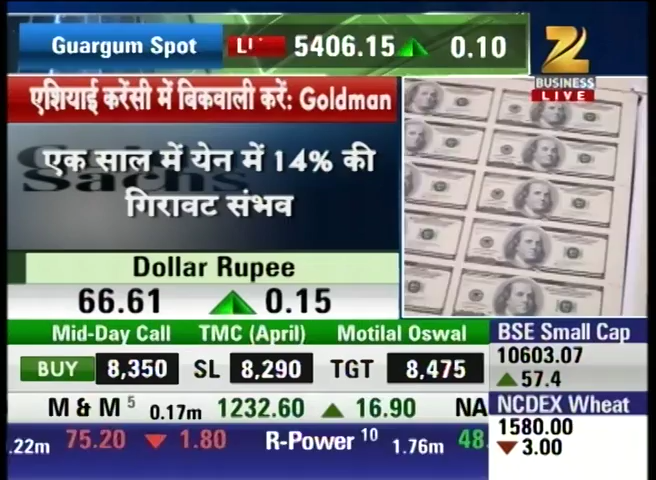 Guargum Spot
5406.15 0.10
Z
BUSINESS
LIVE
एशियाई करेंसी में बिकवाली करें: Goldman
एक साल में येन में 14% की
गिरावट संभव
Dollar Rupee
66.61 0.15
Mid-Day Call TMC (April) Motilal Oswal
BUY 8,350 SL 8,290 TGT 8,475
M & M 5 0.17m 1232.60 16.90 NA
.22m 75.20 1.80 R-Power 10 1.76m 48
BSE Small Cap
10603.07
57.4
NCDEX Wheat
1580.00
3.00